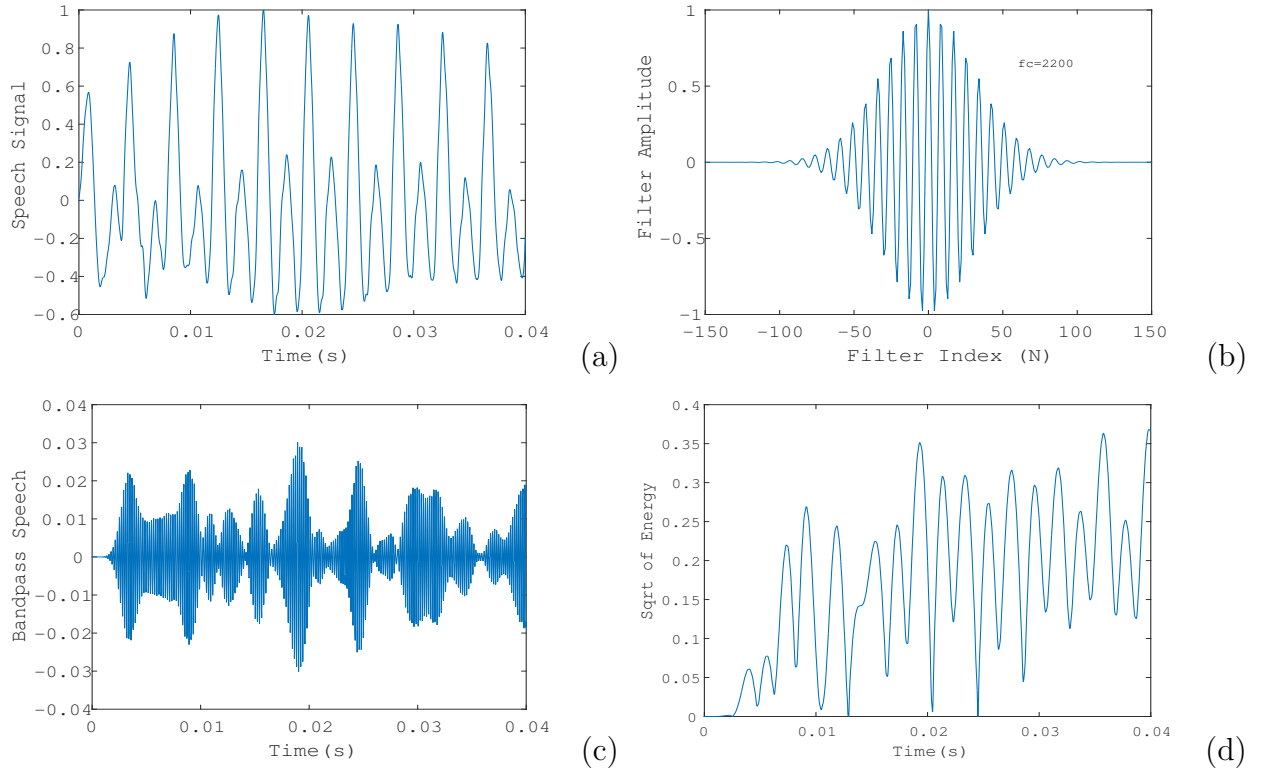 1
0.8
0.6
0.4
0.2
0
−0.2
−0.4
−0.6
Speech Signal
0 0.01 0.02 0.03 0.04
Time(s)
(a)
1
0.5
0
−0.5
−1
Filter Amplitude
fc=2200
−150 −100 −50 0 50 100 150
Filter Index (N)
(b)
0.04
0.03
0.02
0.01
0
−0.01
−0.02
−0.03
−0.04
Bandpass Speech
0 0.01 0.02 0.03 0.04
Time(s)
(c)
0.4
0.35
0.3
0.25
0.2
0.15
0.1
0.05
0
Sqrt of Energy
0 0.01 0.02 0.03 0.04
Time(s)
(d)